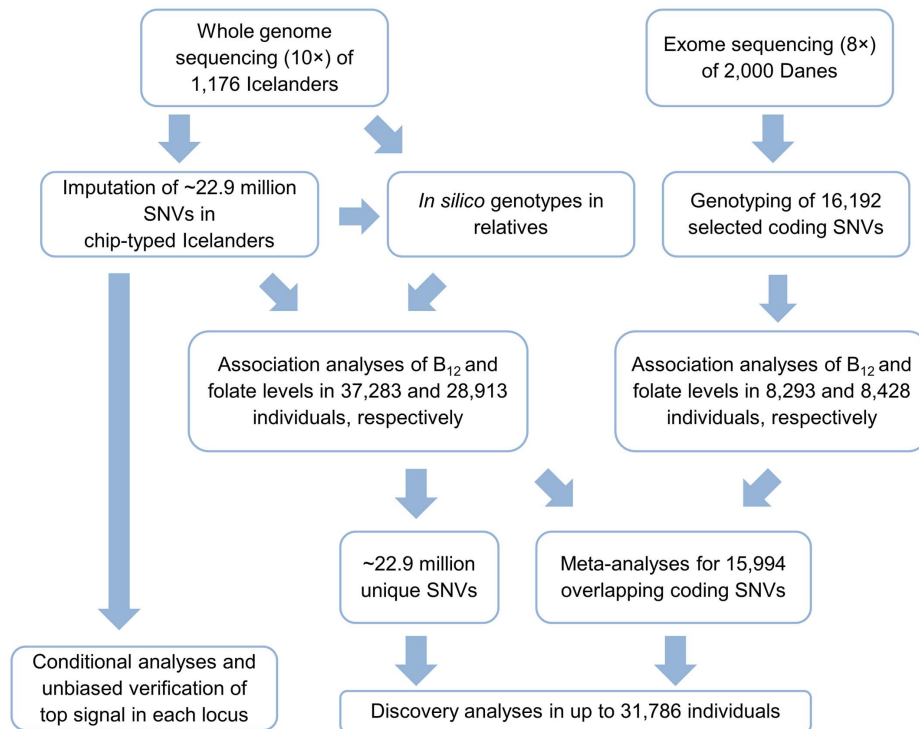 Whole genome
sequencing (10×) of
1,176 Icelanders
Exome sequencing (8×)
of 2,000 Danes
Imputation of ~22.9 million
SNVs in
chip-typed Icelanders
In silico genotypes in
relatives
Genotyping of 16,192
selected coding SNVs
Association analyses of B12 and
folate levels in 37,283 and 28,913
individuals, respectively
Association analyses of B12 and
folate levels in 8,293 and 8,428
individuals, respectively
~22.9 million
unique SNVs
Meta-analyses for 15,994
overlapping coding SNVs
Conditional analyses and
unbiased verification of
top signal in each locus
Discovery analyses in up to 31,786 individuals